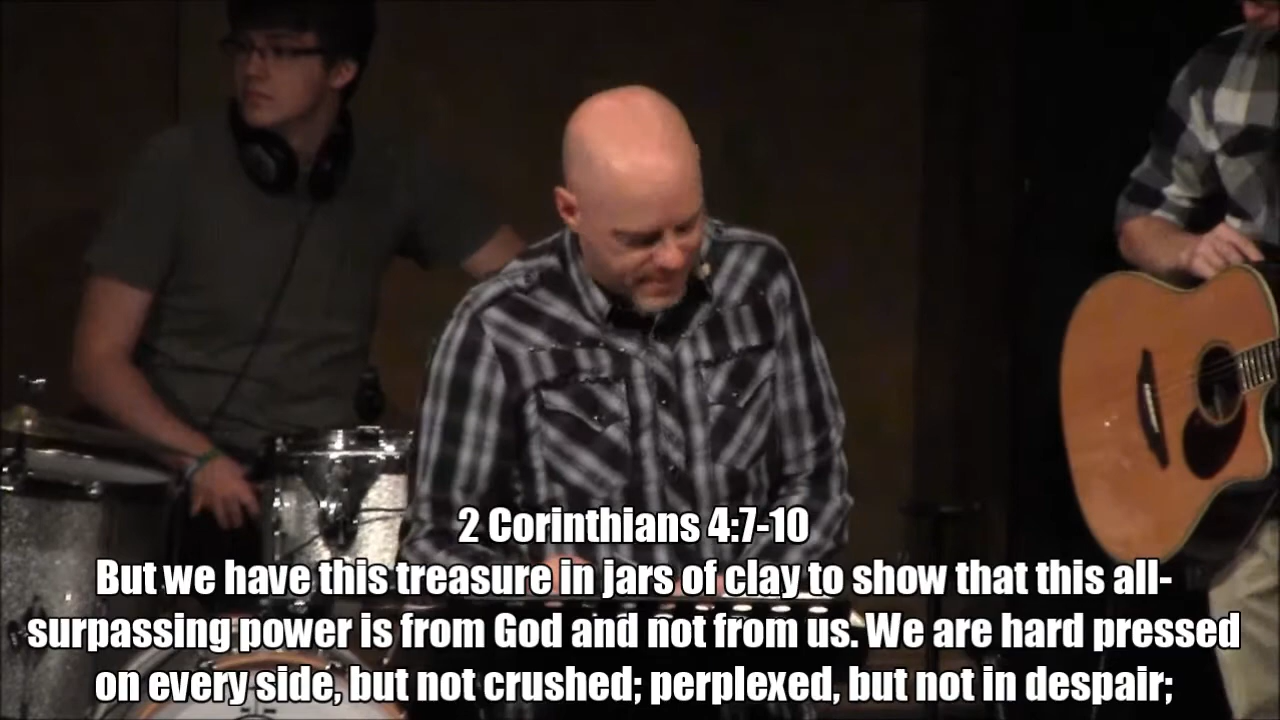 2 Corinthians 4:7-10
But we have this treasure in jars of clay to show that this all-
surpassing power is from God and not from us. We are hard pressed
on every side, but not crushed; perplexed, but not in despair;